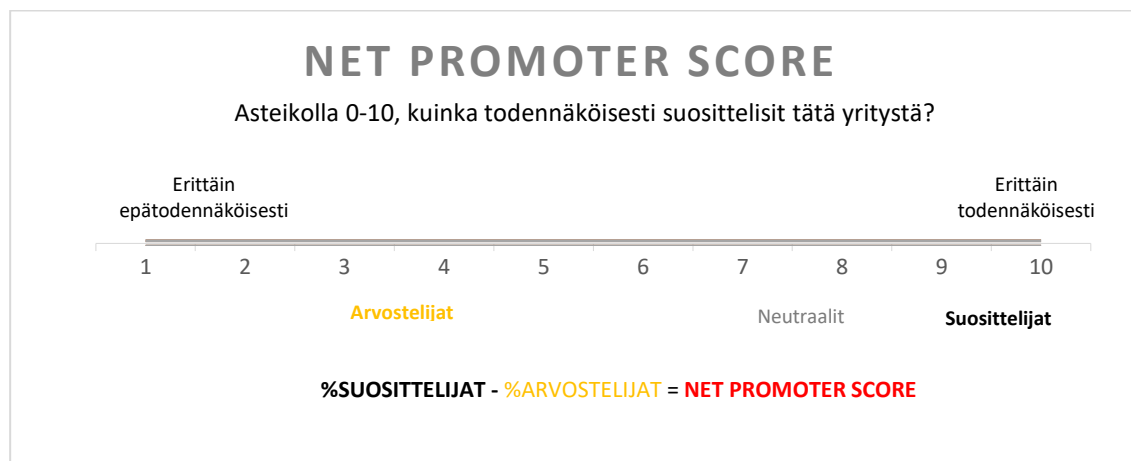 NET PROMOTER SCORE
Asteikolla 0-10, kuinka todennäköisesti suosittelisit tätä yritystä?
Erittäin
epätodennäköisesti
Erittäin
todennäköisesti
1 2 3 4 5 6 7 8 9 10
Arvostelijat Neutraalit Suosittelijat
%SUOSITTELIJAT - %ARVOSTELIJAT = NET PROMOTER SCORE